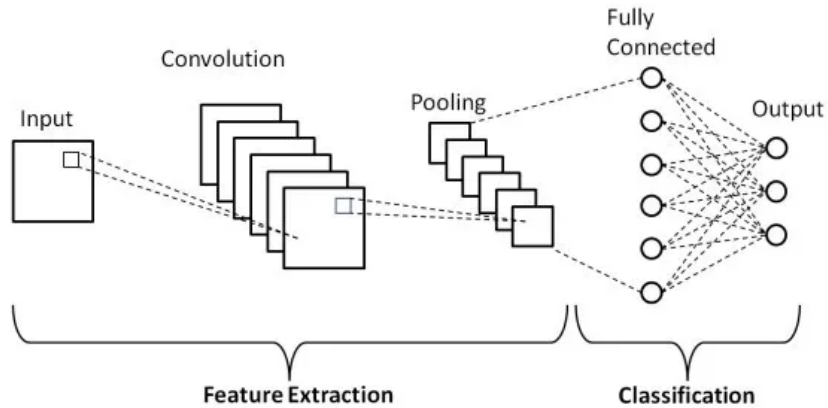 Input
Convolution
Pooling
Fully
Connected
Output
Feature Extraction
Classification